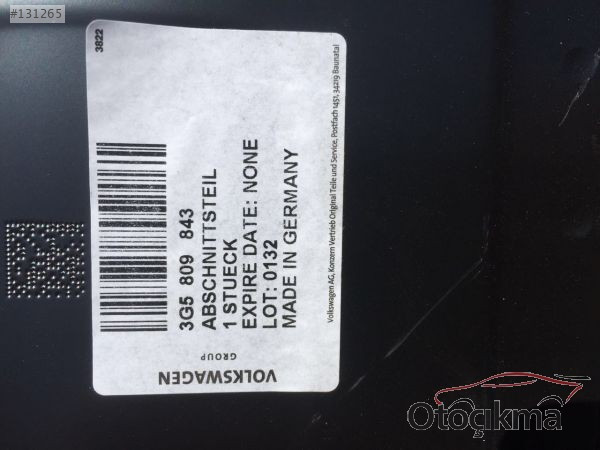 #131265
3822
3G5 809 843
ABSCHNITTSTEIL
1 STUECK
EXPIRE DATE: NONE
LOT: 0132
MADE IN GERMANY
VOLKSWAGEN
GROUP
Volkswagen AG, Konzern Vertrieb Original Teile und Service, Postfach 1451, 34219 Baunatal
Otoçıkma